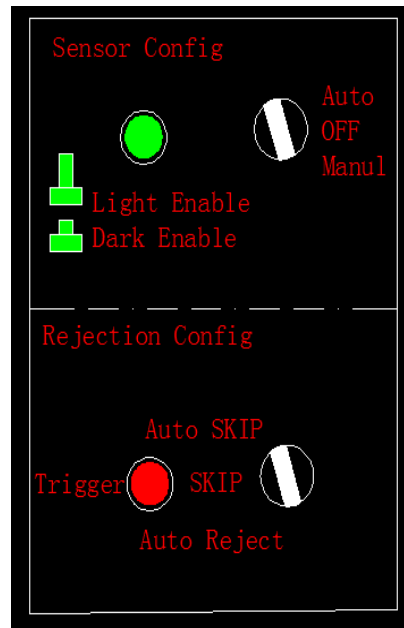 Sensor Config
Auto
OFF
Manul
Light Enable
Dark Enable
Rejection Config
Auto SKIP
Trigger SKIP
Auto Reject